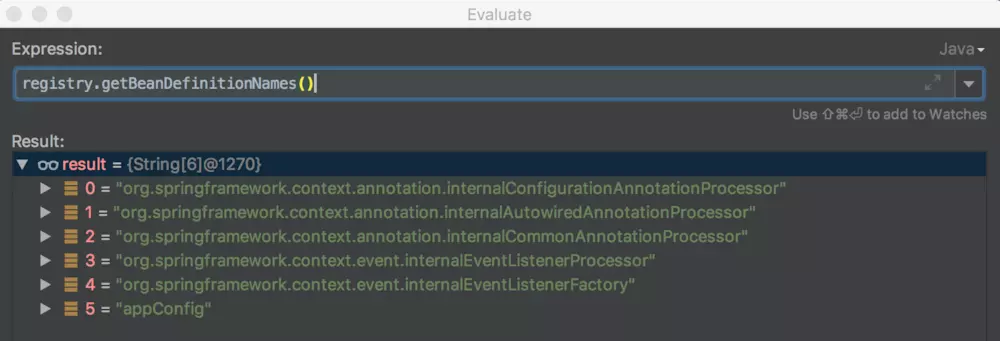 Evaluate
Expression:
Java
registry.getBeanDefinitionNames()
Use ⇧⌘⏎ to add to Watches
Result:
result = {String[6]@1270}
0 = "org.springframework.context.annotation.internalConfigurationAnnotationProcessor"
1 = "org.springframework.context.annotation.internalAutowiredAnnotationProcessor"
2 = "org.springframework.context.annotation.internalCommonAnnotationProcessor"
3 = "org.springframework.context.event.internalEventListenerProcessor"
4 = "org.springframework.context.event.internalEventListenerFactory"
5 = "appConfig"